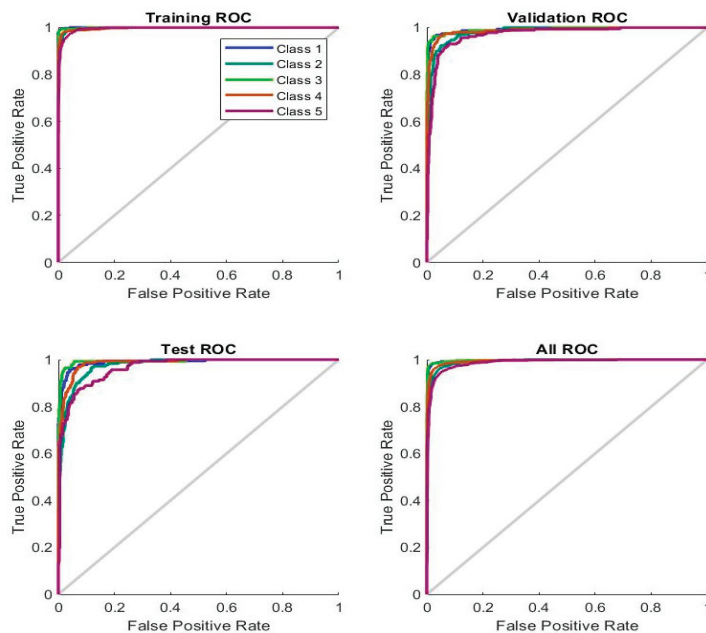 Training ROC
1
0.8
0.6
0.4
0.2
0
True Positive Rate
Class 1
Class 2
Class 3
Class 4
Class 5
0 0.2 0.4 0.6 0.8 1
False Positive Rate
Validation ROC
1
0.8
0.6
0.4
0.2
0
True Positive Rate
0 0.2 0.4 0.6 0.8 1
False Positive Rate
Test ROC
1
0.8
0.6
0.4
0.2
0
True Positive Rate
0 0.2 0.4 0.6 0.8 1
False Positive Rate
All ROC
1
0.8
0.6
0.4
0.2
0
True Positive Rate
0 0.2 0.4 0.6 0.8 1
False Positive Rate